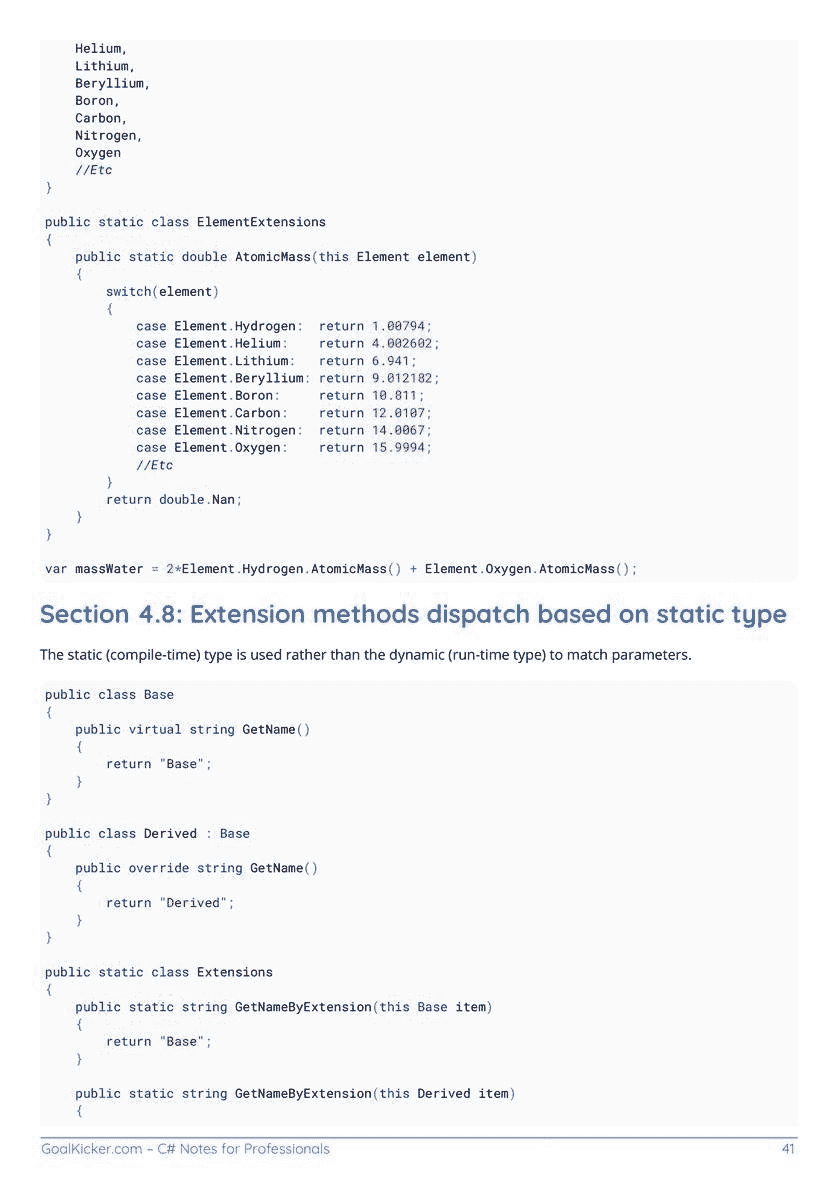 Helium,
    Lithium,
    Beryllium,
    Boron,
    Carbon,
    Nitrogen,
    Oxygen
    //Etc
}
public static class ElementExtensions
{
    public static double AtomicMass(this Element element)
    {
        switch(element)
        {
            case Element.Hydrogen:  return 1.00794;
            case Element.Helium:    return 4.002602;
            case Element.Lithium:   return 6.941;
            case Element.Beryllium: return 9.012182;
            case Element.Boron:     return 10.811;
            case Element.Carbon:    return 12.0107;
            case Element.Nitrogen:  return 14.0067;
            case Element.Oxygen:    return 15.9994;
            //Etc
        }
        return double.Nan;
    }
}
var massWater = 2*Element.Hydrogen.AtomicMass() + Element.Oxygen.AtomicMass();
Section 4.8: Extension methods dispatch based on static type
The static (compile-time) type is used rather than the dynamic (run-time type) to match parameters.
public class Base
{
    public virtual string GetName()
    {
        return "Base";
    }
}
public class Derived : Base
{
    public override string GetName()
    {
        return "Derived";
    }
}
public static class Extensions
{
    public static string GetNameByExtension(this Base item)
    {
        return "Base";
    }
    public static string GetNameByExtension(this Derived item)
    {
GoalKicker.com – C# Notes for Professionals 41